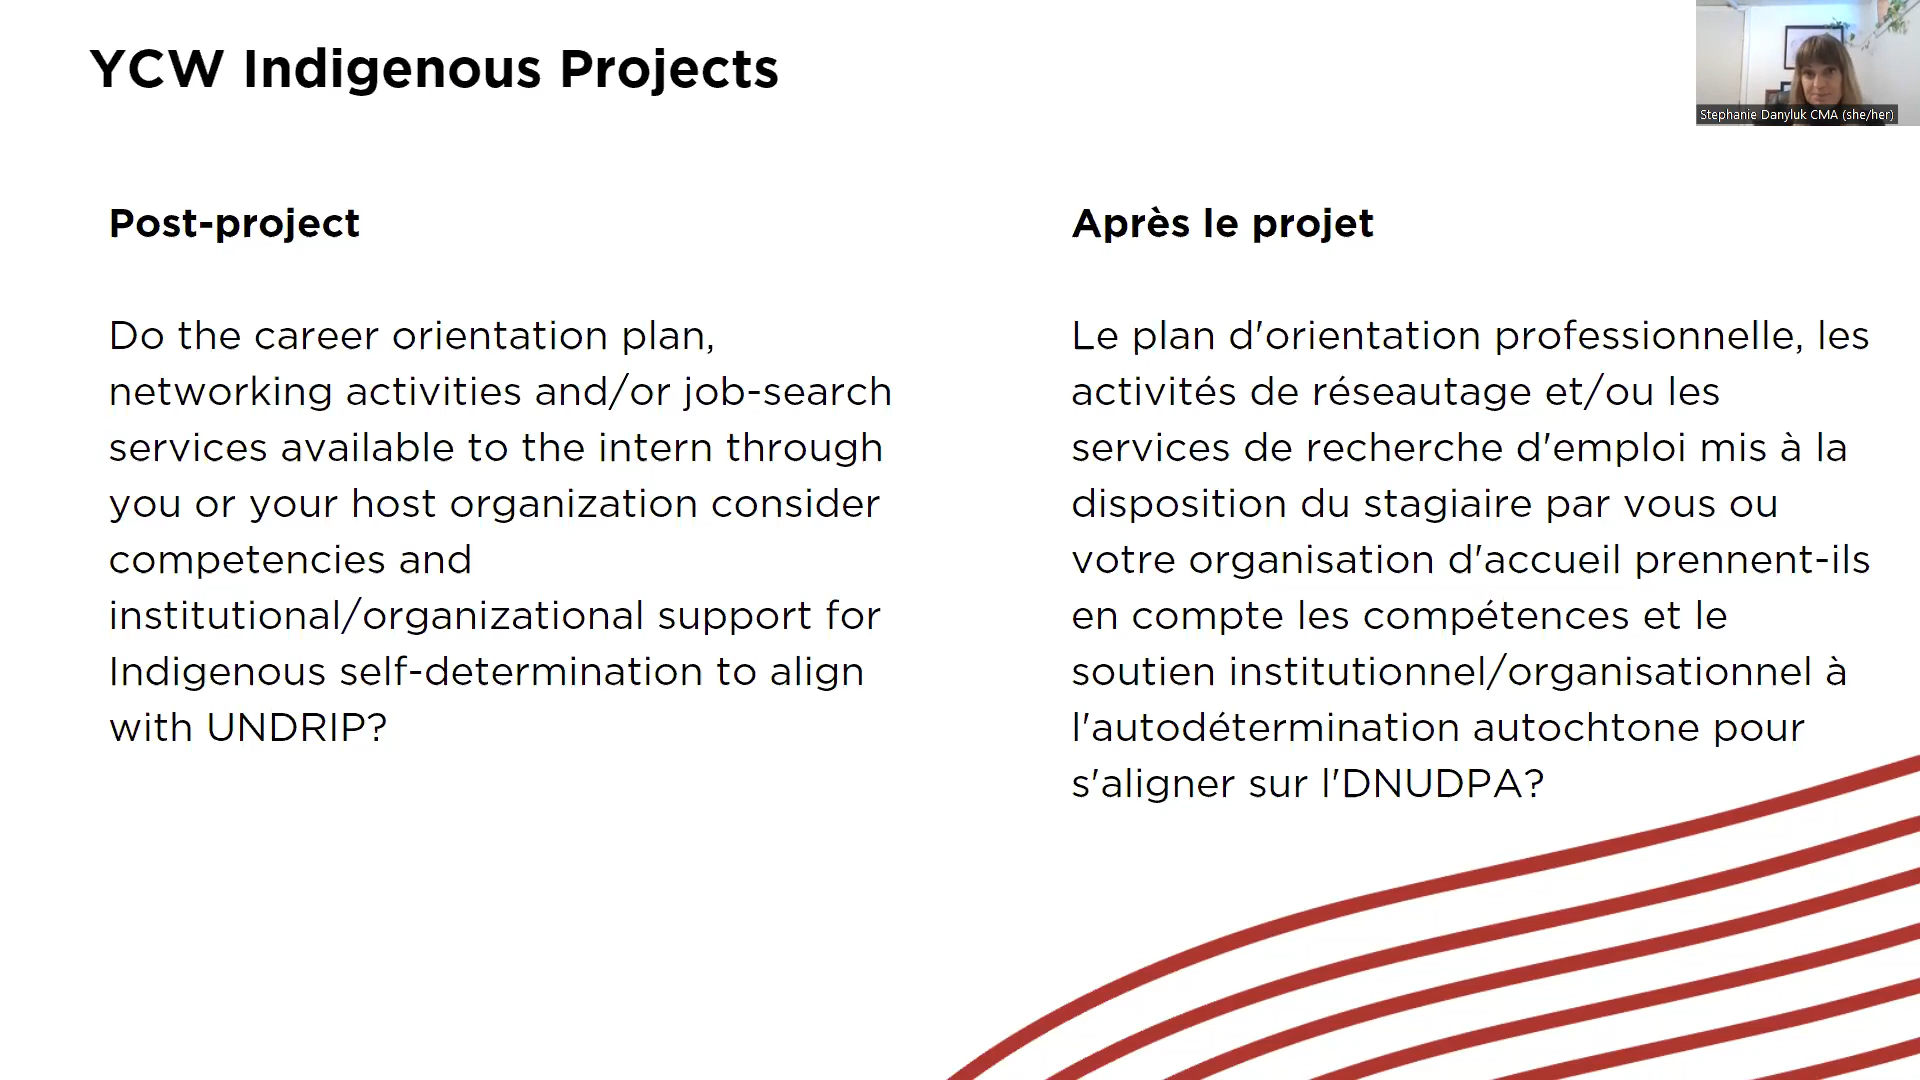 YCW Indigenous Projects
Stephanie Danyluk CMA (she/her)
Post-project
Do the career orientation plan,
networking activities and/or job-search
services available to the intern through
you or your host organization consider
competencies and
institutional/organizational support for
Indigenous self-determination to align
with UNDRIP?
Après le projet
Le plan d'orientation professionnelle, les
activités de réseautage et/ou les
services de recherche d'emploi mis à la
disposition du stagiaire par vous ou
votre organisation d'accueil prennent-ils
en compte les compétences et le
soutien institutionnel/organisationnel à
l'autodétermination autochtone pour
s'aligner sur l'DNUDPA?